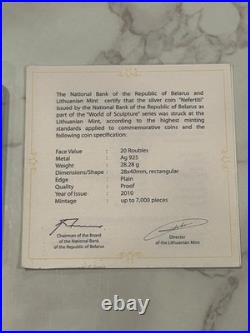 The National Bank of the Republic of Belarus and
Lithuanian Mint certify that the silver coin "Nefertiti"
issued by the National Bank of the Republic of Belarus as
part of the "World of Sculpture" series was struck at the
Lithuanian Mint, according to the highest minting
standards applied to commemorative coins and the
following coin specification:
Face Value 20 Roubles
Metal Ag 925
Weight 28.28 g
Dimensions/Shape 28x40mm, rectangular
Edge Plain
Quality Proof
Year of Issue 2010
Mintage up to 7,000 pieces
Chairman of the Board
of the National Bank
of the Republic of Belarus
Director
of the Lithuanian Mint